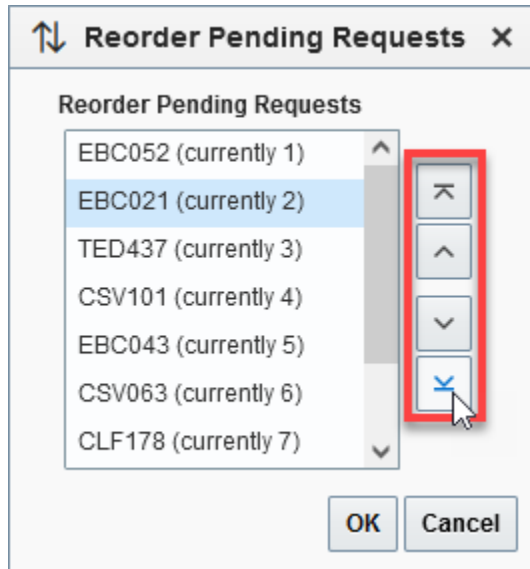 Reorder Pending Requests
Reorder Pending Requests
EBC052 (currently 1)
EBC021 (currently 2)
TED437 (currently 3)
CSV101 (currently 4)
EBC043 (currently 5)
CSV063 (currently 6)
CLF178 (currently 7)
OK Cancel